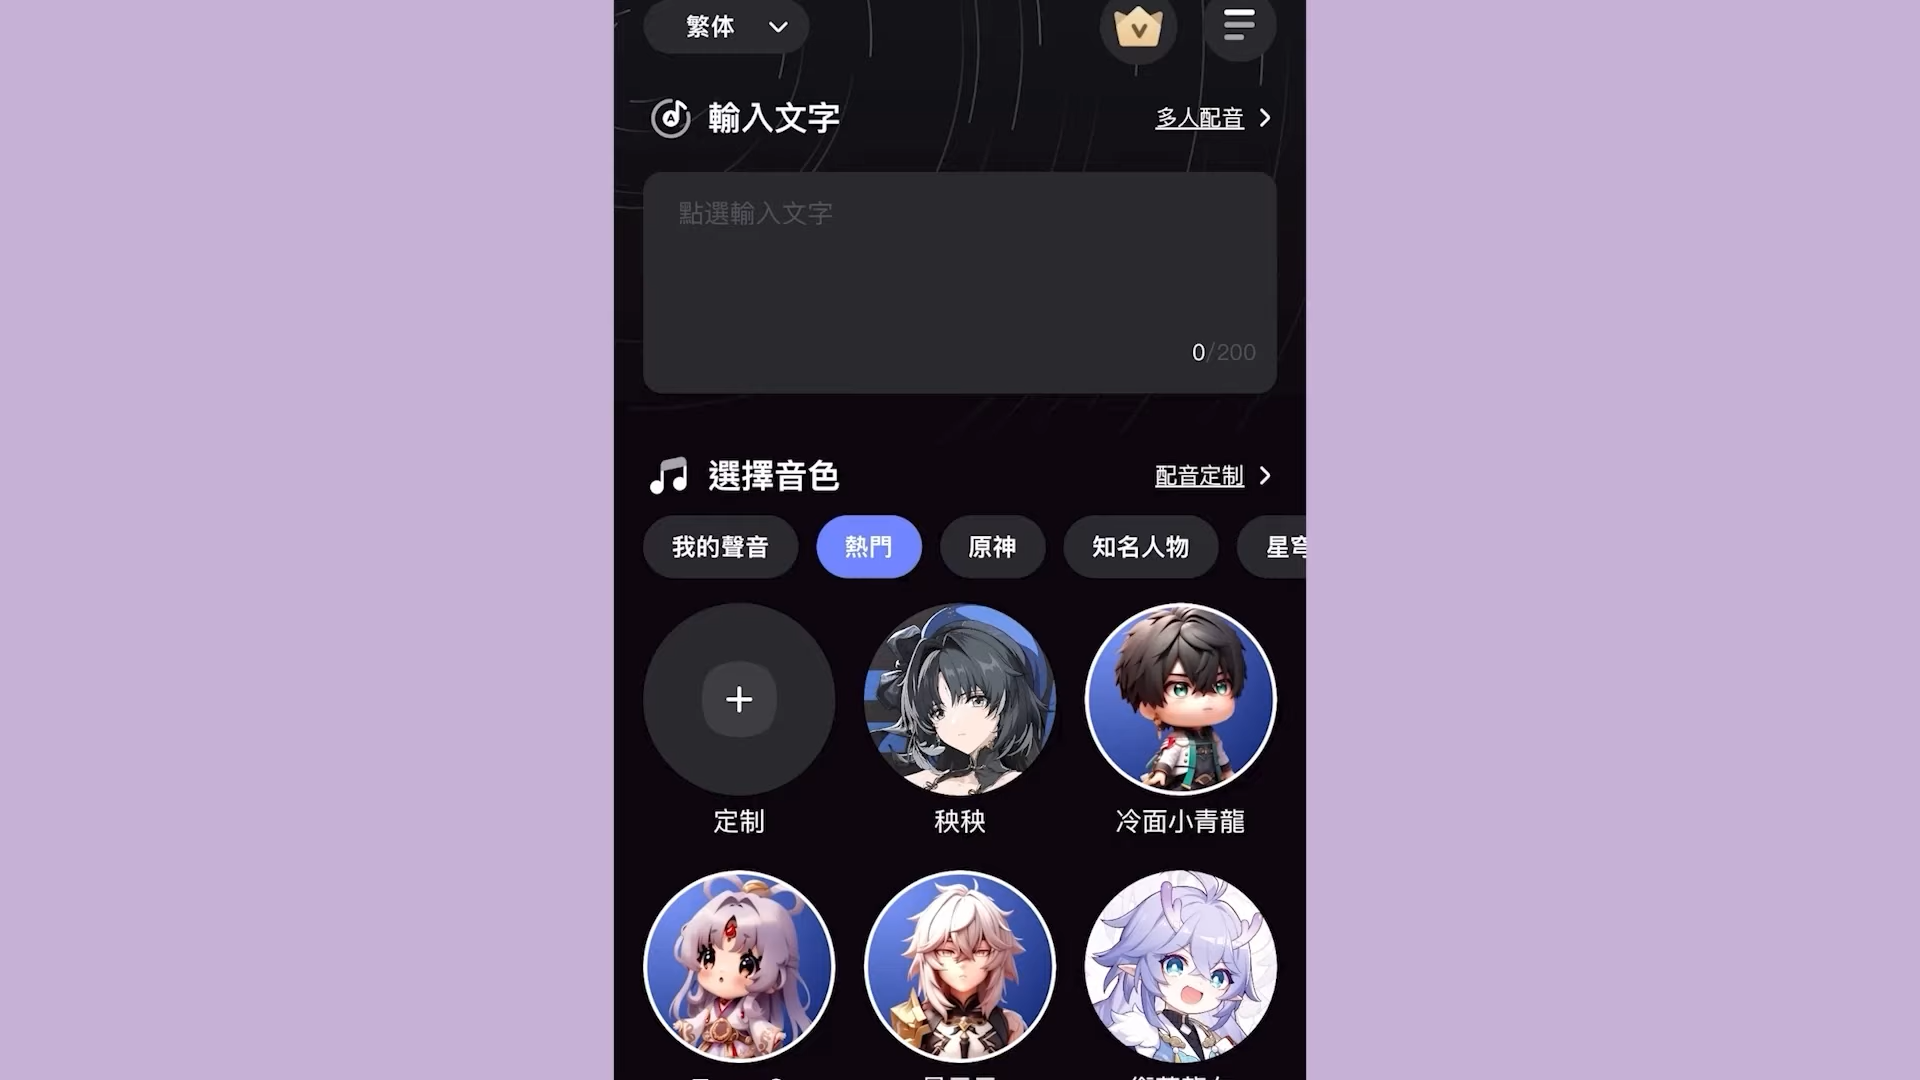 繁体
輸入文字
多人配音
點選輸入文字
0/200
選擇音色
配音定制
我的聲音
熱門
原神
知名人物
星穹
定制
秧秧
冷面小青龍